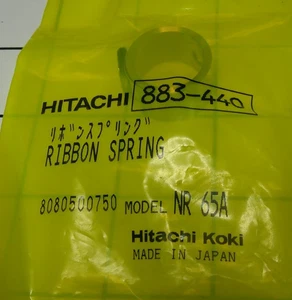 HITACHI 883-440
ﾘﾎﾞﾝｽﾌﾟﾘﾝｸﾞ
RIBBON SPRING
8080500750 MODEL NR 65A
Hitachi Koki
MADE IN JAPAN